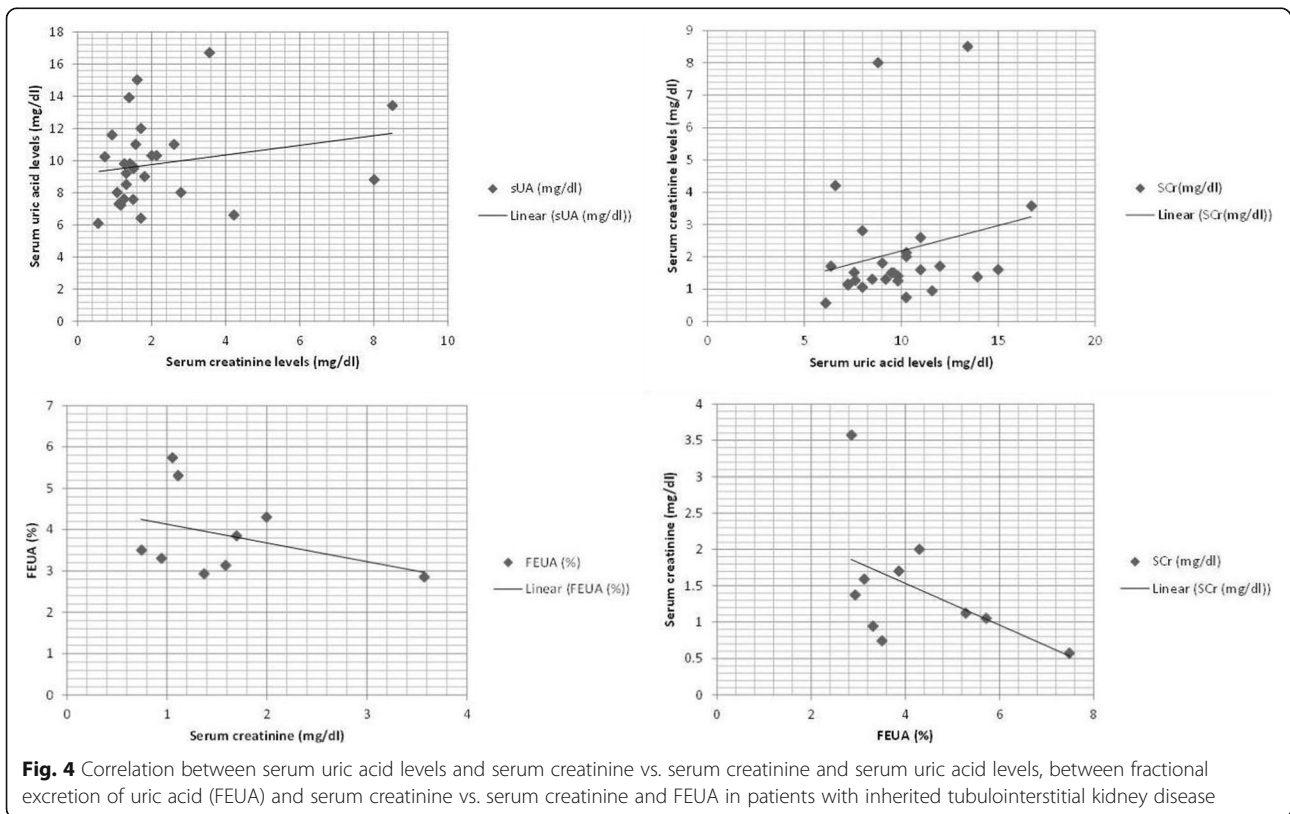 18
16
14
12
10
8
6
4
2
0
0 2 4 6 8 10
Serum uric acid levels (mg/dl)
Serum creatinine levels (mg/dl)
sUA (mg/dl)
Linear (sUA (mg/dl))
9
8
7
6
5
4
3
2
1
0
0 5 10 15 20
Serum creatinine levels (mg/dl)
Serum uric acid levels (mg/dl)
SCr(mg/dl)
Linear (SCr(mg/dl))
7
6
5
4
3
2
1
0
0 1 2 3 4
FEUA (%)
Serum creatinine (mg/dl)
FEUA (%)
Linear (FEUA (%))
4
3.5
3
2.5
2
1.5
1
0.5
0
0 2 4 6 8
Serum creatinine (mg/dl)
FEUA (%)
SCr (mg/dl)
Linear (SCr (mg/dl))
Fig. 4 Correlation between serum uric acid levels and serum creatinine vs. serum creatinine and serum uric acid levels, between fractional
excretion of uric acid (FEUA) and serum creatinine vs. serum creatinine and FEUA in patients with inherited tubulointerstitial kidney disease